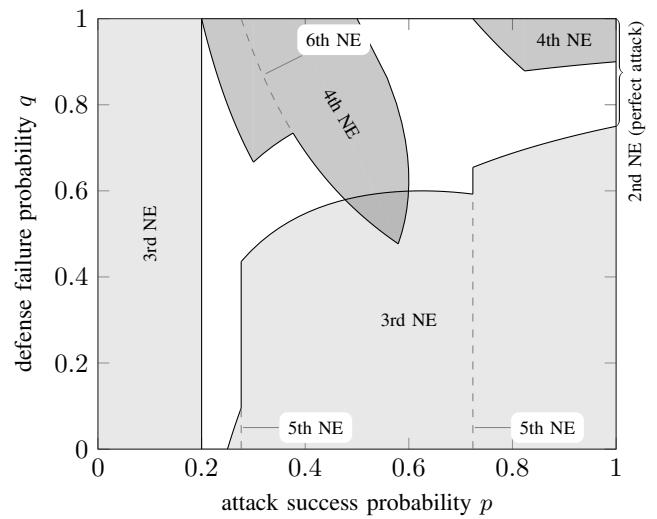 1
0.8
0.6
0.4
0.2
0
0
0.2
0.4
0.6
0.8
1
defense failure probability q
attack success probability p
2nd NE (perfect attack)
6th NE
4th NE
4th NE
3rd NE
3rd NE
5th NE
5th NE